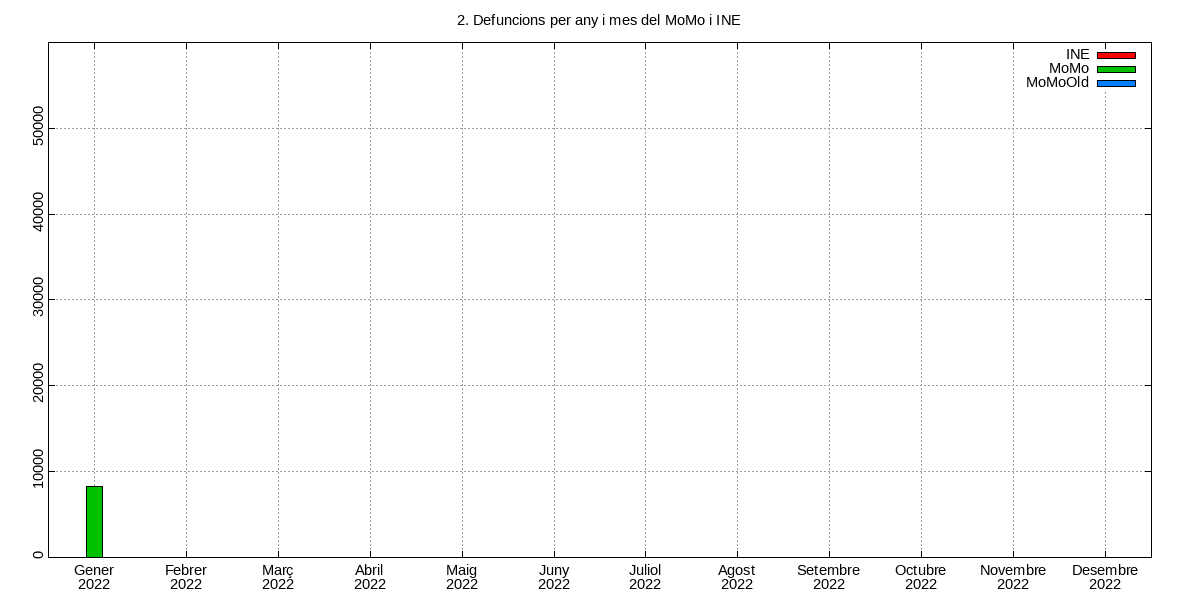 2. Defuncions per any i mes del MoMo i INE
INE
MoMo
MoMoOld
50000
40000
30000
20000
10000
0
Gener Febrer Març Abril Maig Juny Juliol Agost Setembre Octubre Novembre Desembre
2022 2022 2022 2022 2022 2022 2022 2022 2022 2022 2022 2022